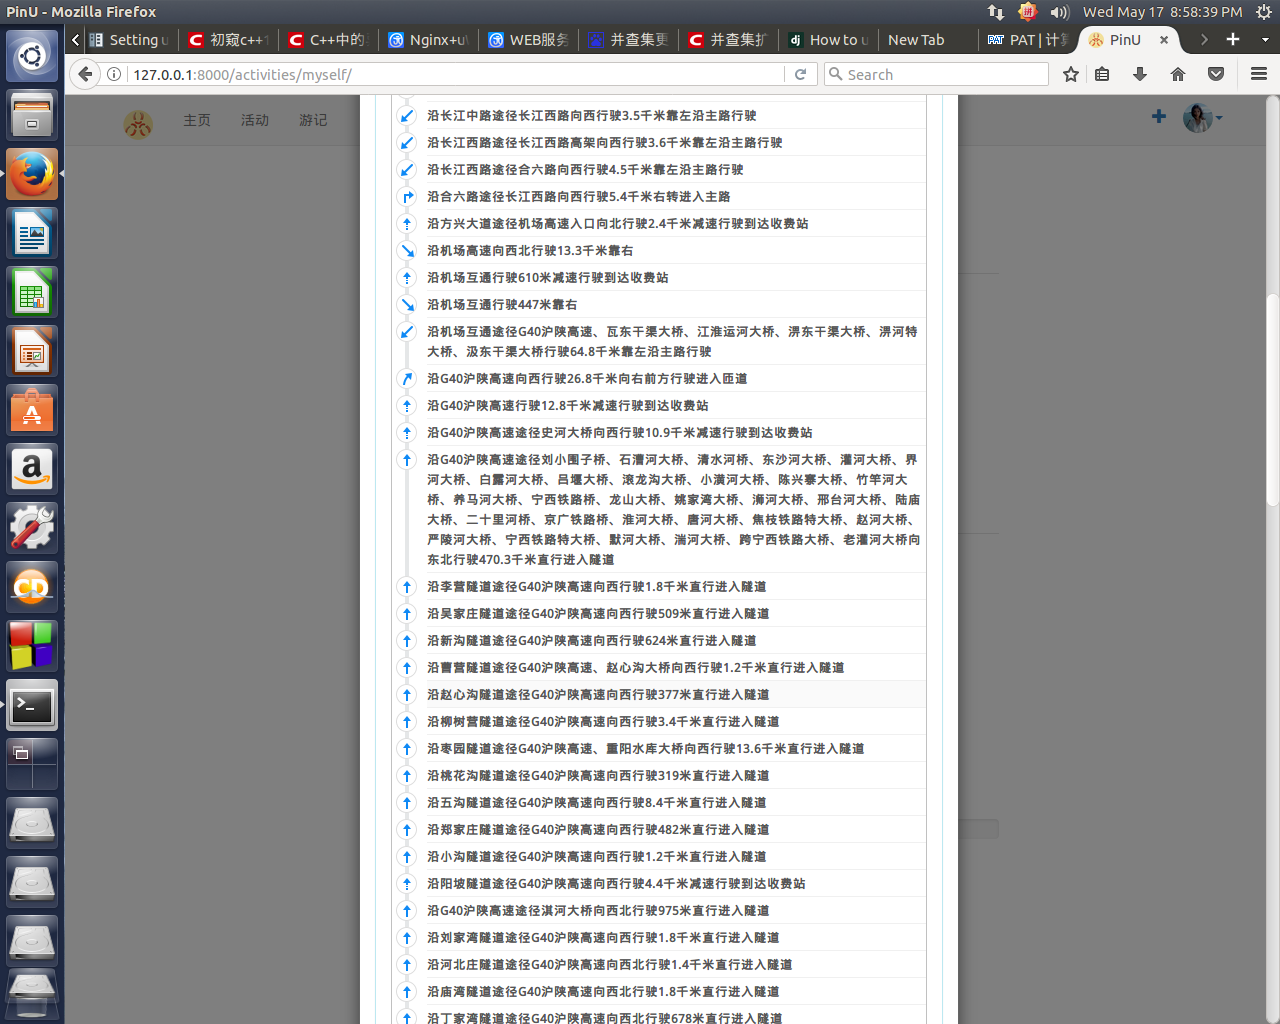 PinU - Mozilla Firefox
Wed May 17 8:58:39 PM
Setting u
初窥c++1
C++中的
Nginx+u
WEB服务
并查集更
并查集扩
How to u
New Tab
PAT | 计
PinU
127.0.0.1:8000/activities/myself/
Search
主页 活动 游记
沿长江中路途径长江西路向西行驶3.5千米靠左沿主路行驶
沿长江西路途径长江西路高架向西行驶3.6千米靠左沿主路行驶
沿长江西路途径合六路向西行驶4.5千米靠左沿主路行驶
沿合六路途径长江西路向西行驶5.4千米右转进入主路
沿方兴大道途径机场高速入口向北行驶2.4千米减速行驶到达收费站
沿机场高速向西北行驶13.3千米靠右
沿机场互通行驶610米减速行驶到达收费站
沿机场互通行驶447米靠右
沿机场互通途径G40沪陕高速、瓦东干渠大桥、江淮运河大桥、淠东干渠大桥、淠河特
大桥、汲东干渠大桥行驶64.8千米靠左沿主路行驶
沿G40沪陕高速向西行驶26.8千米向右前方行驶进入匝道
沿G40沪陕高速行驶12.8千米减速行驶到达收费站
沿G40沪陕高速途径史河大桥向西行驶10.9千米减速行驶到达收费站
沿G40沪陕高速途径刘小围子桥、石漕河大桥、清水河桥、东沙河大桥、灌河大桥、界
河大桥、白露河大桥、吕堰大桥、滚龙沟大桥、小潢河大桥、陈兴寨大桥、竹竿河大
桥、养马河大桥、宁西铁路桥、龙山大桥、姚家湾大桥、浉河大桥、邢台河大桥、陆庙
大桥、二十里河桥、京广铁路桥、淮河大桥、唐河大桥、焦枝铁路特大桥、赵河大桥、
严陵河大桥、宁西铁路特大桥、默河大桥、湍河大桥、跨宁西铁路大桥、老灌河大桥向
东北行驶470.3千米直行进入隧道
沿李营隧道途径G40沪陕高速向西行驶1.8千米直行进入隧道
沿吴家庄隧道途径G40沪陕高速向西行驶509米直行进入隧道
沿新沟隧道途径G40沪陕高速向西行驶624米直行进入隧道
沿曹营隧道途径G40沪陕高速、赵心沟大桥向西行驶1.2千米直行进入隧道
沿赵心沟隧道途径G40沪陕高速向西行驶377米直行进入隧道
沿柳树营隧道途径G40沪陕高速向西行驶3.4千米直行进入隧道
沿枣园隧道途径G40沪陕高速、重阳水库大桥向西行驶13.6千米直行进入隧道
沿桃花沟隧道途径G40沪陕高速向西行驶319米直行进入隧道
沿五沟隧道途径G40沪陕高速向西行驶8.4千米直行进入隧道
沿郑家庄隧道途径G40沪陕高速向西行驶482米直行进入隧道
沿小沟隧道途径G40沪陕高速向西行驶1.2千米直行进入隧道
沿阳坡隧道途径G40沪陕高速向西行驶4.4千米减速行驶到达收费站
沿G40沪陕高速途径淇河大桥向西北行驶975米直行进入隧道
沿刘家湾隧道途径G40沪陕高速向西行驶1.8千米直行进入隧道
沿河北庄隧道途径G40沪陕高速向西北行驶1.4千米直行进入隧道
沿庙湾隧道途径G40沪陕高速向西北行驶1.8千米直行进入隧道
沿丁家湾隧道途径G40沪陕高速向西北行驶678米直行进入隧道